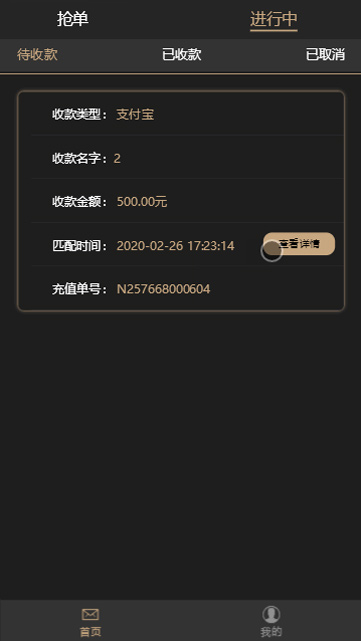 抢单 进行中
待收款 已收款 已取消
收款类型： 支付宝
收款名字： 2
收款金额： 500.00元
匹配时间： 2020-02-26 17:23:14 查看详情
充值单号： N257668000604
首页 我的